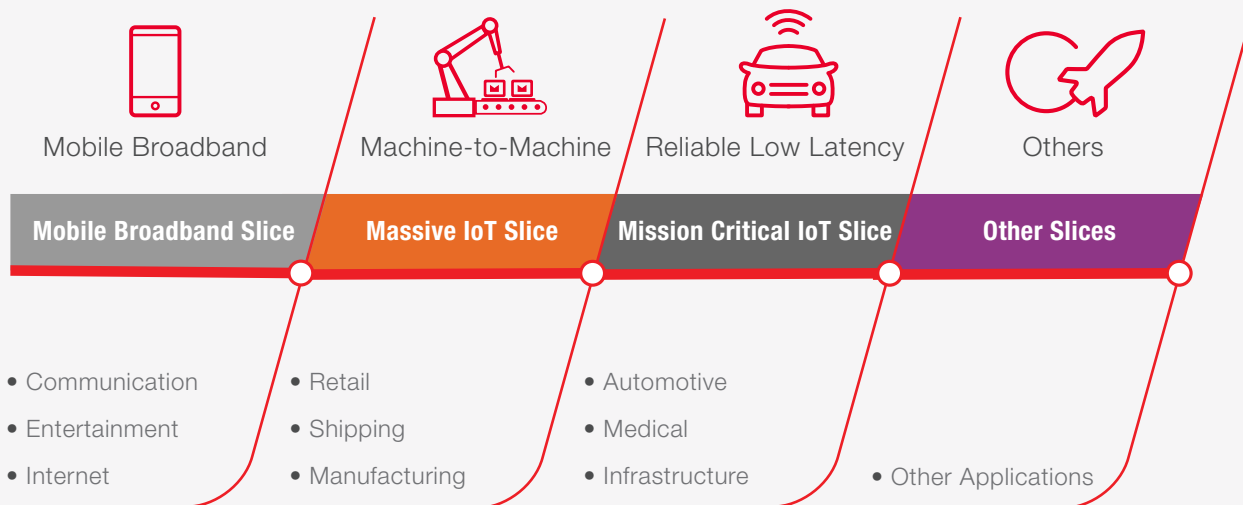 Mobile Broadband
Machine-to-Machine
Reliable Low Latency
Others
Mobile Broadband Slice
Massive IoT Slice
Mission Critical IoT Slice
Other Slices
• Communication
• Entertainment
• Internet
• Retail
• Shipping
• Manufacturing
• Automotive
• Medical
• Infrastructure
• Other Applications